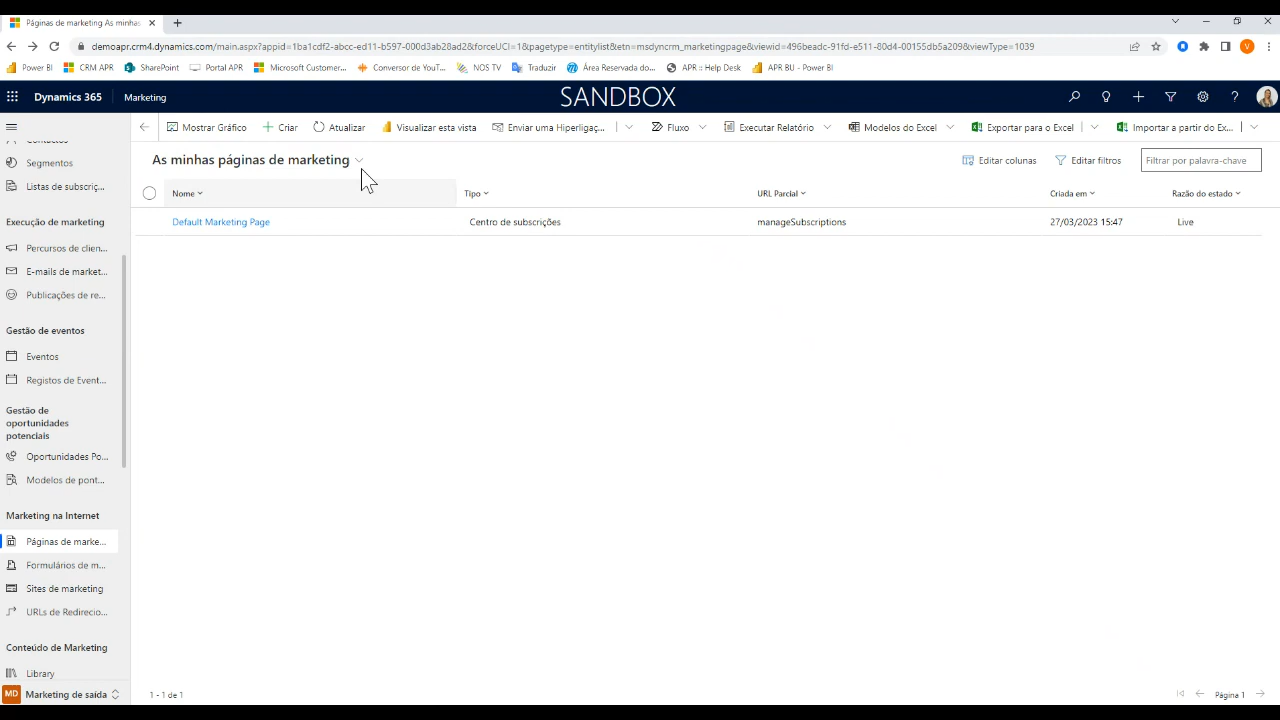 Páginas de marketing As minhas
demoapr.crm4.dynamics.com/main.aspx?appid=1ba1cdf2-abcc-ed11-b597-000d3ab28ad2&forceUCI=1&pagetype=entitylist&etn=msdyncrm_marketingpage&viewid=496beadc-91fd-e511-80d4-00155db5a209&viewType=1039
Power BI CRM APR SharePoint Portal APR Microsoft Customer... Conversor de YouT... NOS TV Traduzir Área Reservada do... APR :: Help Desk APR BU - Power BI
Dynamics 365 Marketing SANDBOX ? V
Mostrar Gráfico Criar Atualizar Visualizar esta vista Enviar uma Hiperligaç... Fluxo Executar Relatório Modelos do Excel Exportar para o Excel Importar a partir do Ex...
Contactos
Segmentos
Listas de subscriç...
Execução de marketing
Percursos de clien...
E-mails de market...
Publicações de re...
Gestão de eventos
Eventos
Registos de Event...
Gestão de
oportunidades
potenciais
Oportunidades Po...
Modelos de pont...
Marketing na Internet
Páginas de marke...
Formulários de m...
Sites de marketing
URLs de Redirecio...
Conteúdo de Marketing
Library
MD Marketing de saída
As minhas páginas de marketing Editar colunas Editar filtros Filtrar por palavra-chave
Nome Tipo URL Parcial Criada em Razão do estado
Default Marketing Page Centro de subscrições manageSubscriptions 27/03/2023 15:47 Live
1 - 1 de 1 Página 1